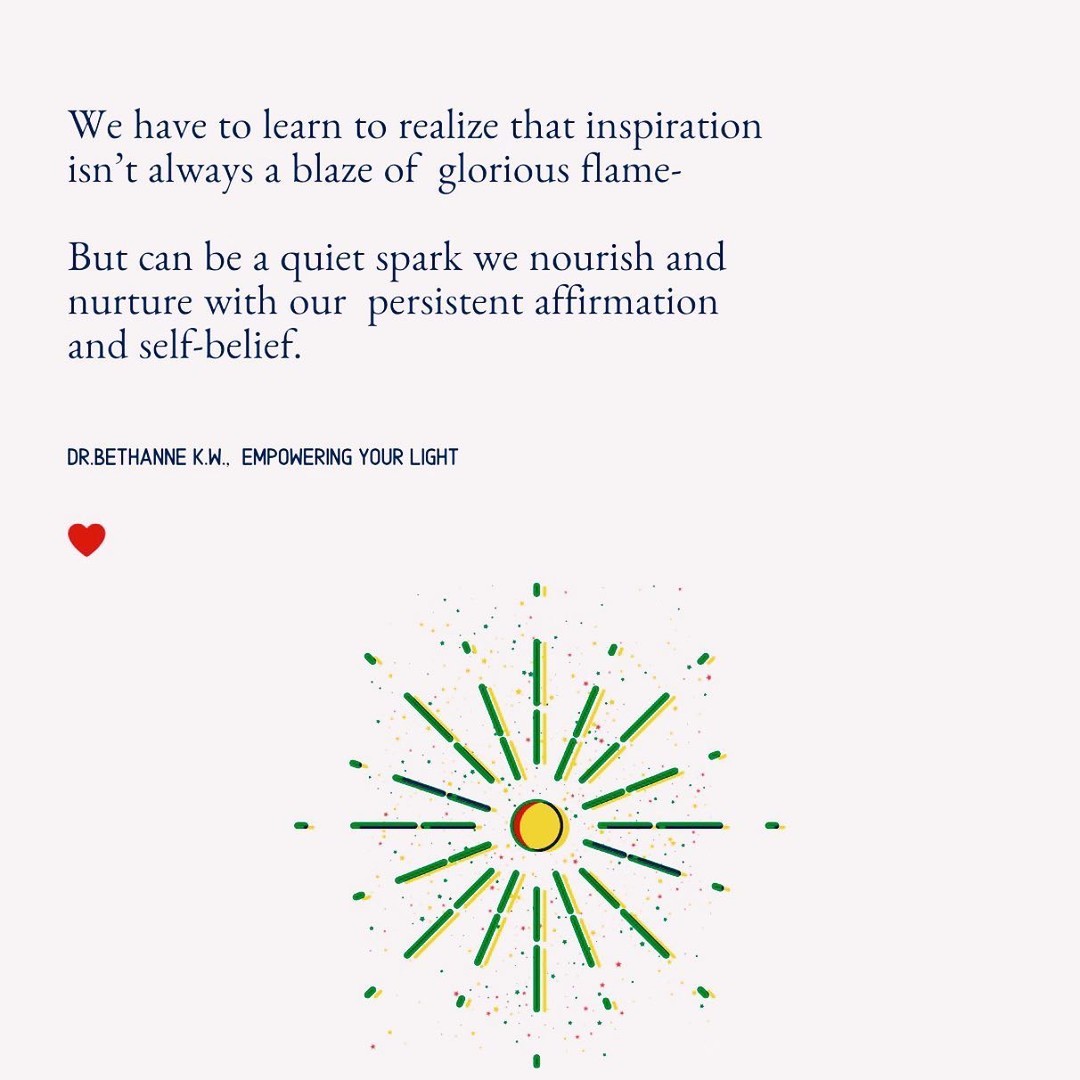 We have to learn to realize that inspiration
isn’t always a blaze of  glorious flame-
But can be a quiet spark we nourish and
nurture with our  persistent affirmation
and self-belief.
DR.BETHANNE K.W.,  EMPOWERING YOUR LIGHT